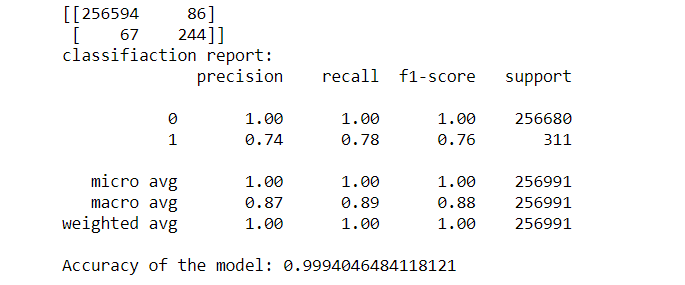 [[256594 86]
[ 67 244]]
classifiaction report:
precision recall f1-score support
0 1.00 1.00 1.00 256680
1 0.74 0.78 0.76 311
micro avg 1.00 1.00 1.00 256991
macro avg 0.87 0.89 0.88 256991
weighted avg 1.00 1.00 1.00 256991
Accuracy of the model: 0.9994046484118121